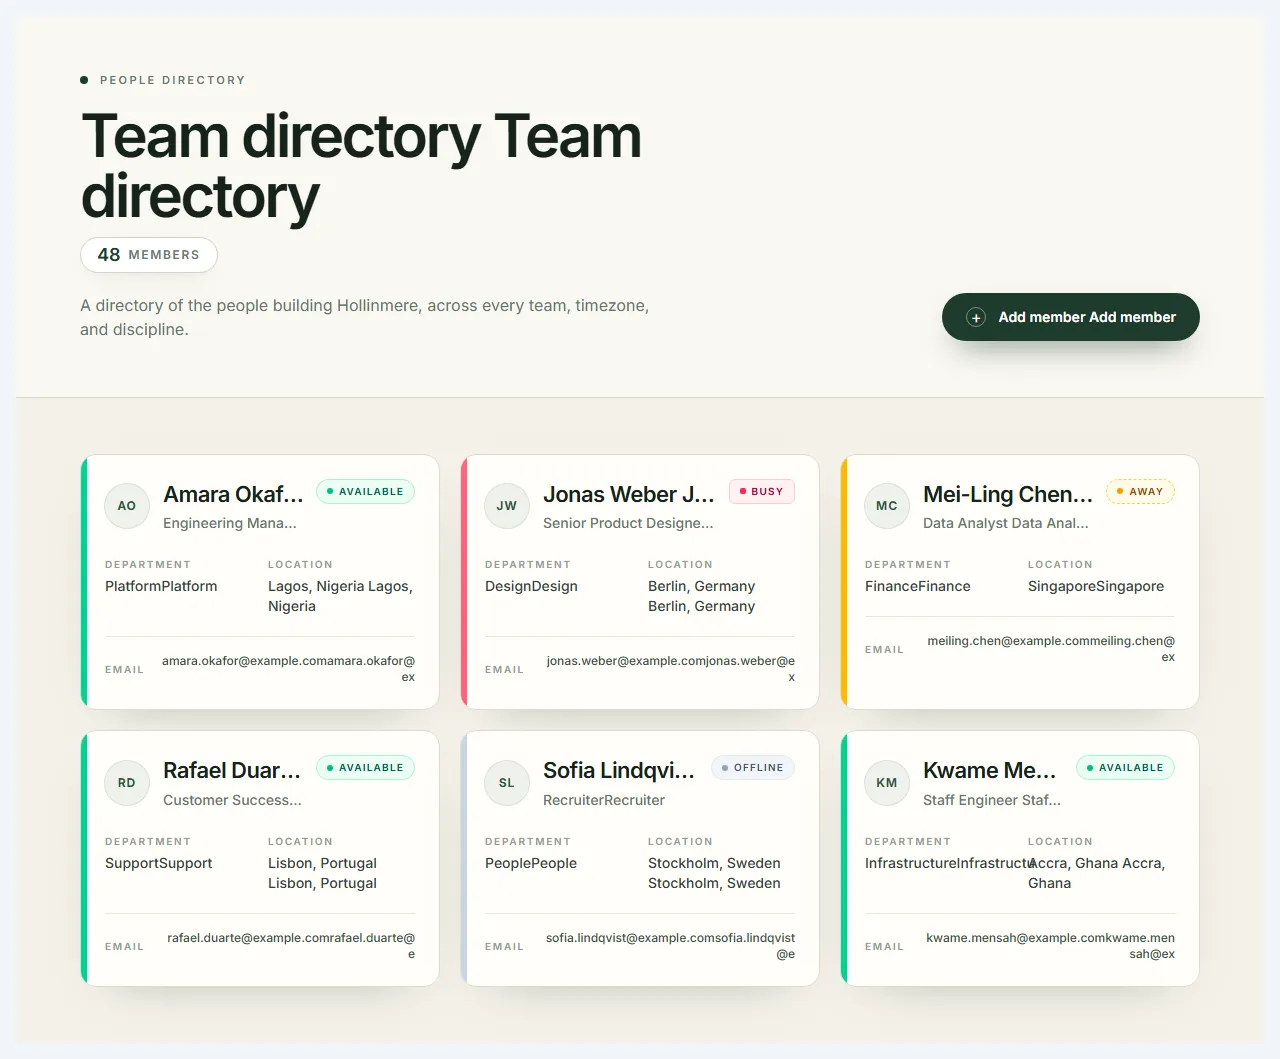 PEOPLE DIRECTORY
Team directory Team
directory
48 MEMBERS
A directory of the people building Hollinmere, across every team, timezone,
and discipline.
+ Add member Add member
AO
Amara Okaf...
AVAILABLE
Engineering Mana...
DEPARTMENT
PlatformPlatform
LOCATION
Lagos, Nigeria Lagos,
Nigeria
EMAIL
amara.okafor@example.comamara.okafor@
ex
JW
Jonas Weber J...
BUSY
Senior Product Designe...
DEPARTMENT
DesignDesign
LOCATION
Berlin, Germany
Berlin, Germany
EMAIL
jonas.weber@example.comjonas.weber@e
x
MC
Mei-Ling Chen...
AWAY
Data Analyst Data Anal...
DEPARTMENT
FinanceFinance
LOCATION
SingaporeSingapore
EMAIL
meiling.chen@example.commeiling.chen@
ex
RD
Rafael Duar...
AVAILABLE
Customer Success...
DEPARTMENT
SupportSupport
LOCATION
Lisbon, Portugal
Lisbon, Portugal
EMAIL
rafael.duarte@example.comrafael.duarte@
e
SL
Sofia Lindqvi...
OFFLINE
RecruiterRecruiter
DEPARTMENT
PeoplePeople
LOCATION
Stockholm, Sweden
Stockholm, Sweden
EMAIL
sofia.lindqvist@example.comsofia.lindqvist
@e
KM
Kwame Me...
AVAILABLE
Staff Engineer Staf...
DEPARTMENT
InfrastructureInfrastructu
LOCATION
Accra, Ghana Accra,
Ghana
EMAIL
kwame.mensah@example.comkwame.men
sah@ex